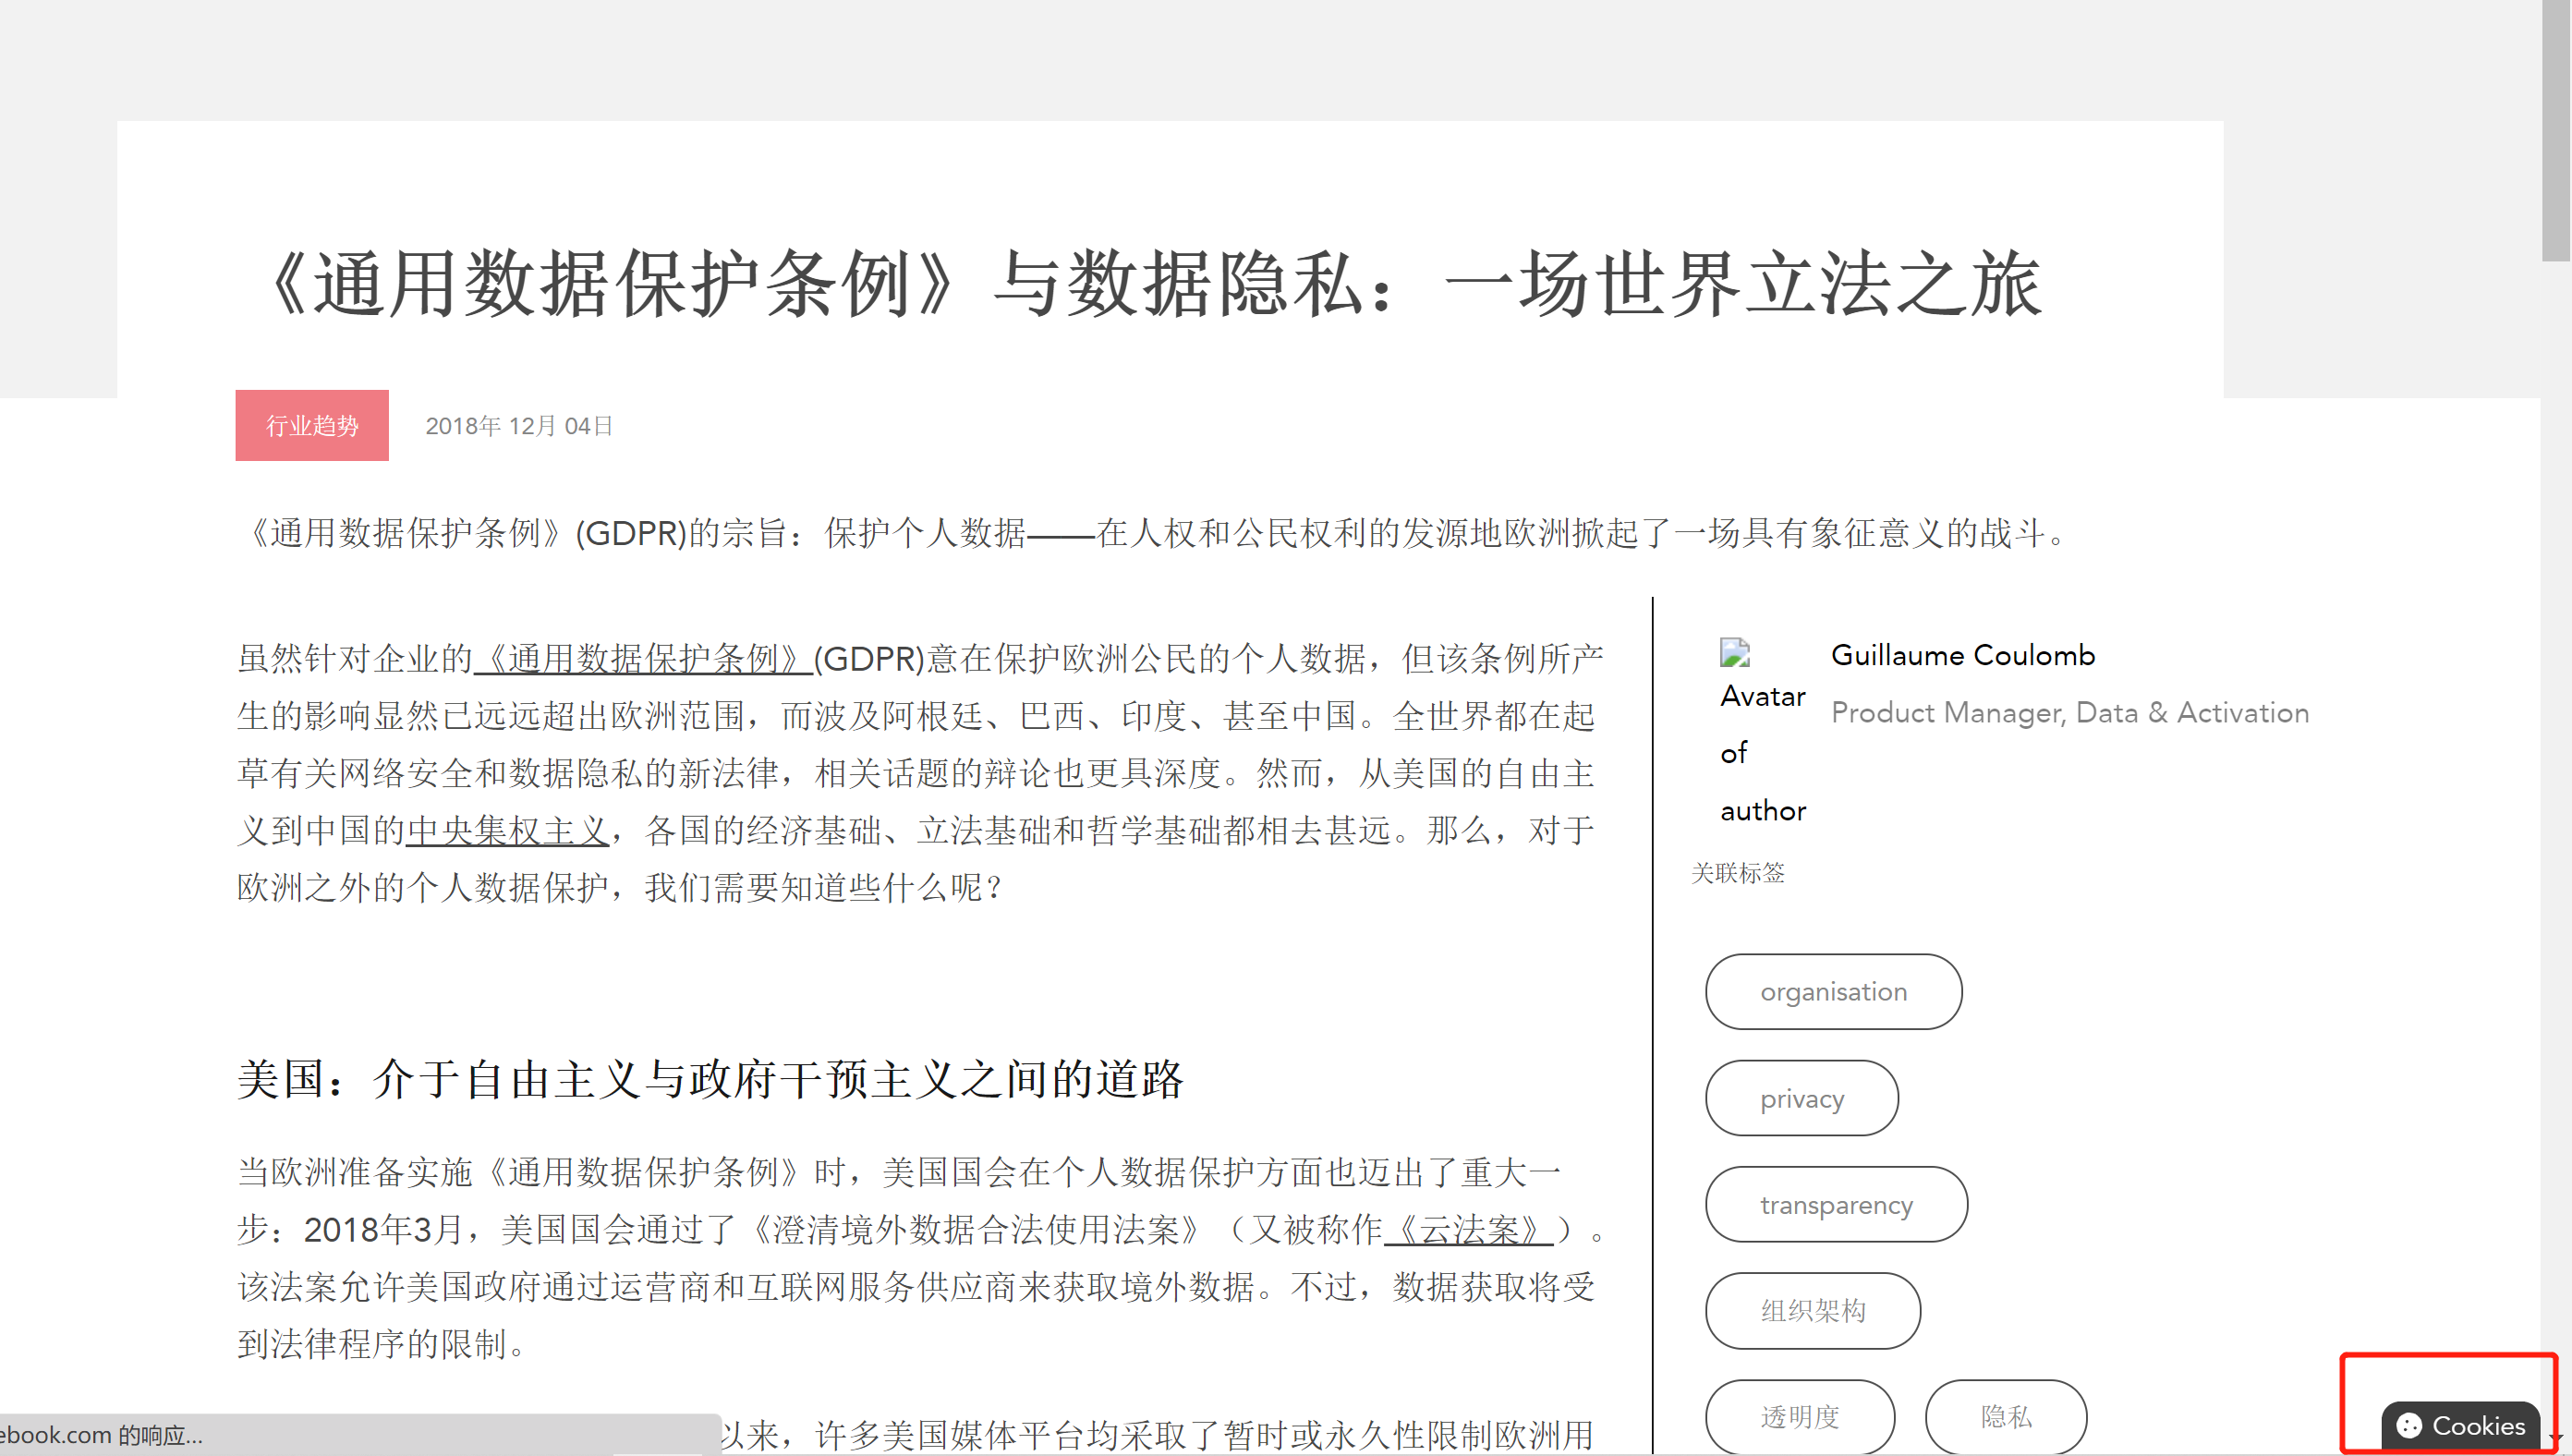 《通用数据保护条例》与数据隐私：一场世界立法之旅
行业趋势
2018年 12月 04日
《通用数据保护条例》(GDPR)的宗旨：保护个人数据——在人权和公民权利的发源地欧洲掀起了一场具有象征意义的战斗。
虽然针对企业的《通用数据保护条例》(GDPR)意在保护欧洲公民的个人数据，但该条例所产
生的影响显然已远远超出欧洲范围，而波及阿根廷、巴西、印度、甚至中国。全世界都在起
草有关网络安全和数据隐私的新法律，相关话题的辩论也更具深度。然而，从美国的自由主
义到中国的中央集权主义，各国的经济基础、立法基础和哲学基础都相去甚远。那么，对于
欧洲之外的个人数据保护，我们需要知道些什么呢？
美国：介于自由主义与政府干预主义之间的道路
当欧洲准备实施《通用数据保护条例》时，美国国会在个人数据保护方面也迈出了重大一
步：2018年3月，美国国会通过了《澄清境外数据合法使用法案》（又被称作《云法案》）。
该法案允许美国政府通过运营商和互联网服务供应商来获取境外数据。不过，数据获取将受
到法律程序的限制。
以来，许多美国媒体平台均采取了暂时或永久性限制欧洲用
Avatar
of
author
Guillaume Coulomb
Product Manager, Data & Activation
关联标签
organisation
privacy
transparency
组织架构
透明度
隐私
ebook.com 的响应...
Cookies